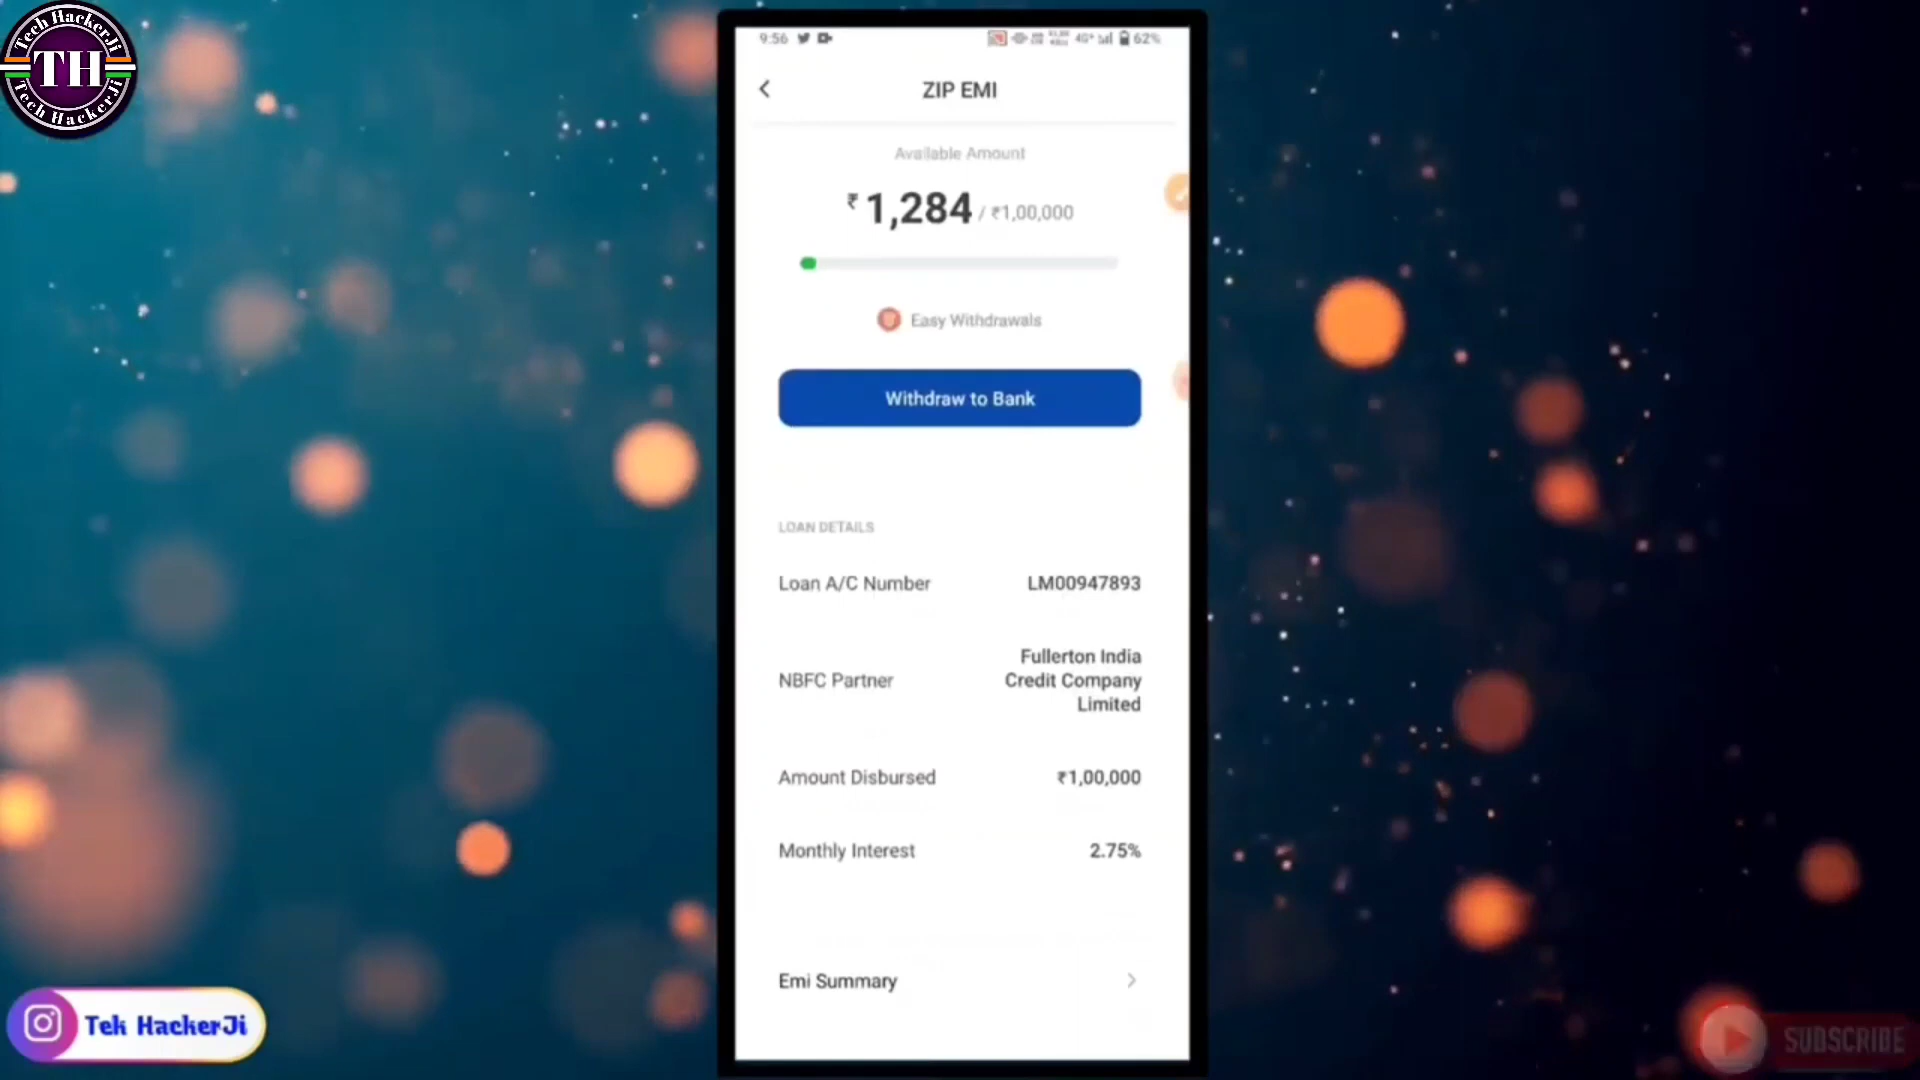 Tech HackerJi
TH
Tech HackerJi
9:56
4G+
62%
ZIP EMI
Available Amount
₹1,284 / ₹1,00,000
Easy Withdrawals
Withdraw to Bank
LOAN DETAILS
Loan A/C Number LM00947893
NBFC Partner Fullerton India
Credit Company
Limited
Amount Disbursed ₹1,00,000
Monthly Interest 2.75%
Emi Summary
Tek HackerJi
SUBSCRIBE